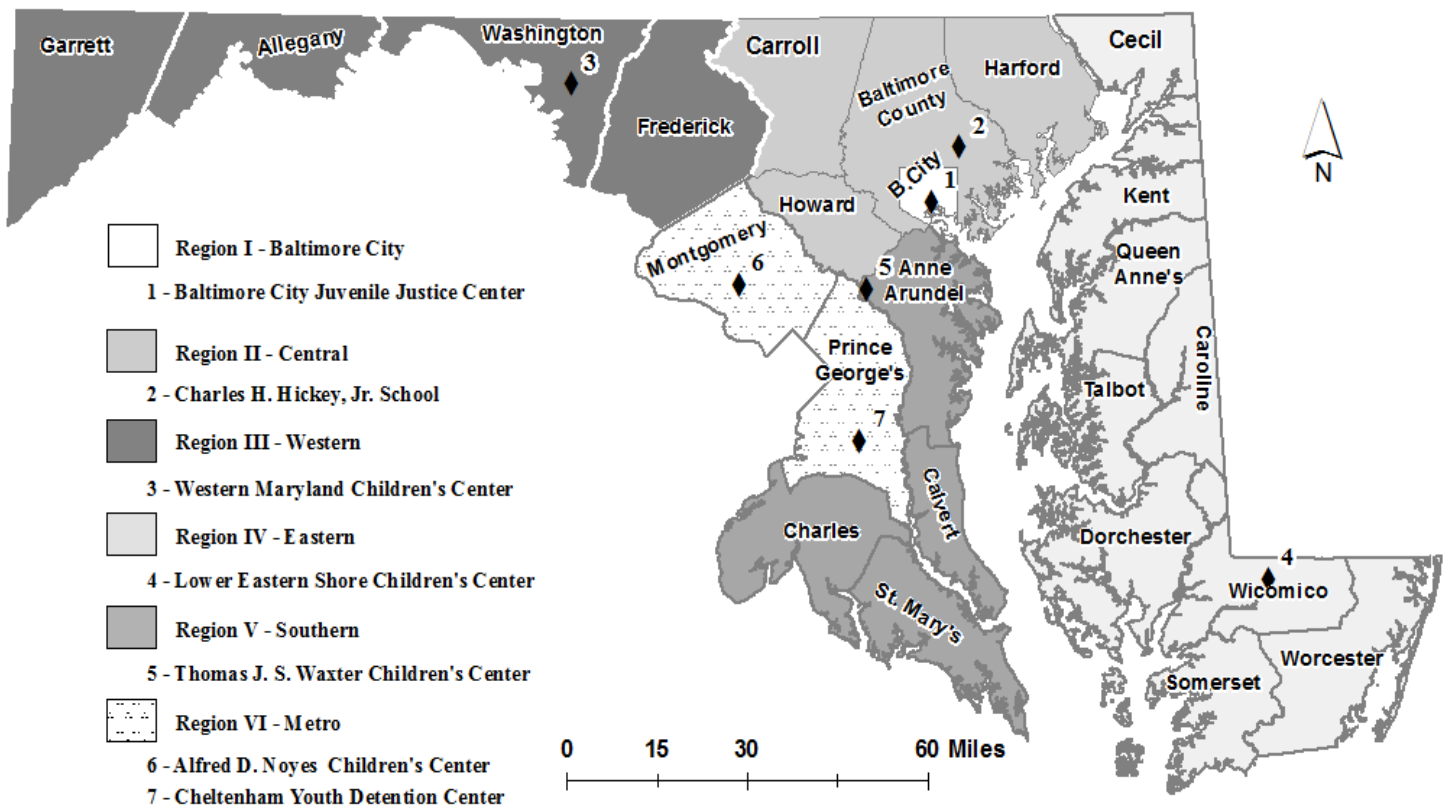 Garrett
Allegany
Washington
3
Frederick
Carroll
Baltimore
County
Harford
Cecil
2
B.City
1
Kent
N
Howard
Montgomery
6
5 Anne
Arundel
Queen
Anne's
Caroline
Prince
George's
Talbot
7
Calvert
Charles
Dorchester
4
Wicomico
St. Mary's
Worcester
Somerset
Region I - Baltimore City
1 - Baltimore City Juvenile Justice Center
Region II - Central
2 - Charles H. Hickey, Jr. School
Region III - Western
3 - Western Maryland Children's Center
Region IV - Eastern
4 - Lower Eastern Shore Children's Center
Region V - Southern
5 - Thomas J. S. Waxter Children's Center
Region VI - Metro
6 - Alfred D. Noyes Children's Center
7 - Cheltenham Youth Detention Center
0 15 30 60 Miles